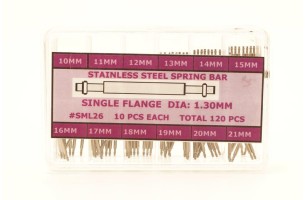 10MM 11MM 12MM 13MM 14MM 15MM
STAINLESS STEEL SPRING BAR
SINGLE FLANGE DIA: 1.30MM
#SML26 10 PCS EACH TOTAL 120 PCS
16MM 17MM 18MM 19MM 20MM 21MM